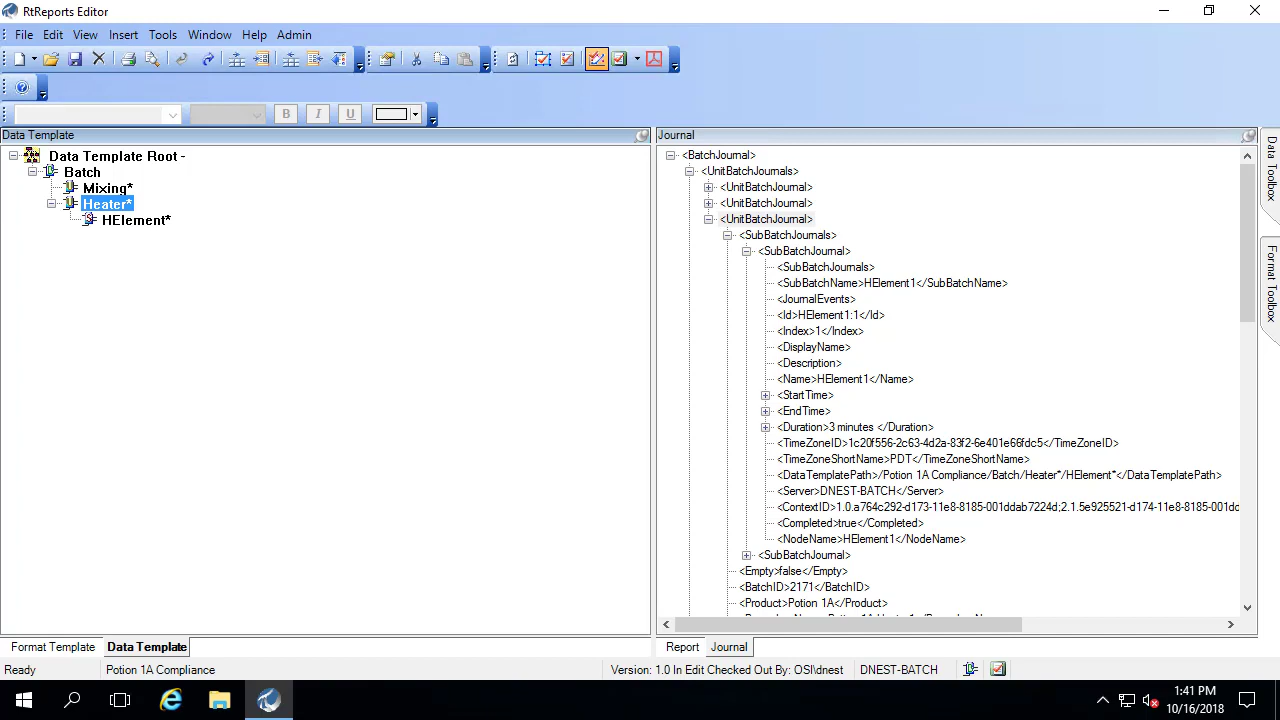 RtReports Editor
File Edit View Insert Tools Window Help Admin
B I U
Data Template
Data Template Root -
Batch
Mixing*
Heater*
HElement*
Format Template Data Template
Journal
<BatchJournal>
<UnitBatchJournals>
<UnitBatchJournal>
<UnitBatchJournal>
<UnitBatchJournal>
<SubBatchJournals>
<SubBatchJournal>
<SubBatchJournals>
<SubBatchName>HElement1</SubBatchName>
<JournalEvents>
<Id>HElement1:1</Id>
<Index>1</Index>
<DisplayName>
<Description>
<Name>HElement1</Name>
<StartTime>
<EndTime>
<Duration>3 minutes </Duration>
<TimeZoneID>1c20f556-2c63-4d2a-83f2-6e401e66fdc5</TimeZoneID>
<TimeZoneShortName>PDT</TimeZoneShortName>
<DataTemplatePath>/Potion 1A Compliance/Batch/Heater*/HElement*</DataTemplatePath>
<Server>DNEST-BATCH</Server>
<ContextID>1.0.a764c292-d173-11e8-8185-001ddab7224d;2.1.5e925521-d174-11e8-8185-001dd
<Completed>true</Completed>
<NodeName>HElement1</NodeName>
<SubBatchJournal>
<Empty>false</Empty>
<BatchID>2171</BatchID>
<Product>Potion 1A</Product>
Report Journal
Data Toolbox
Format Toolbox
Ready Potion 1A Compliance Version: 1.0 In Edit Checked Out By: OSI\dnest DNEST-BATCH
1:41 PM
10/16/2018